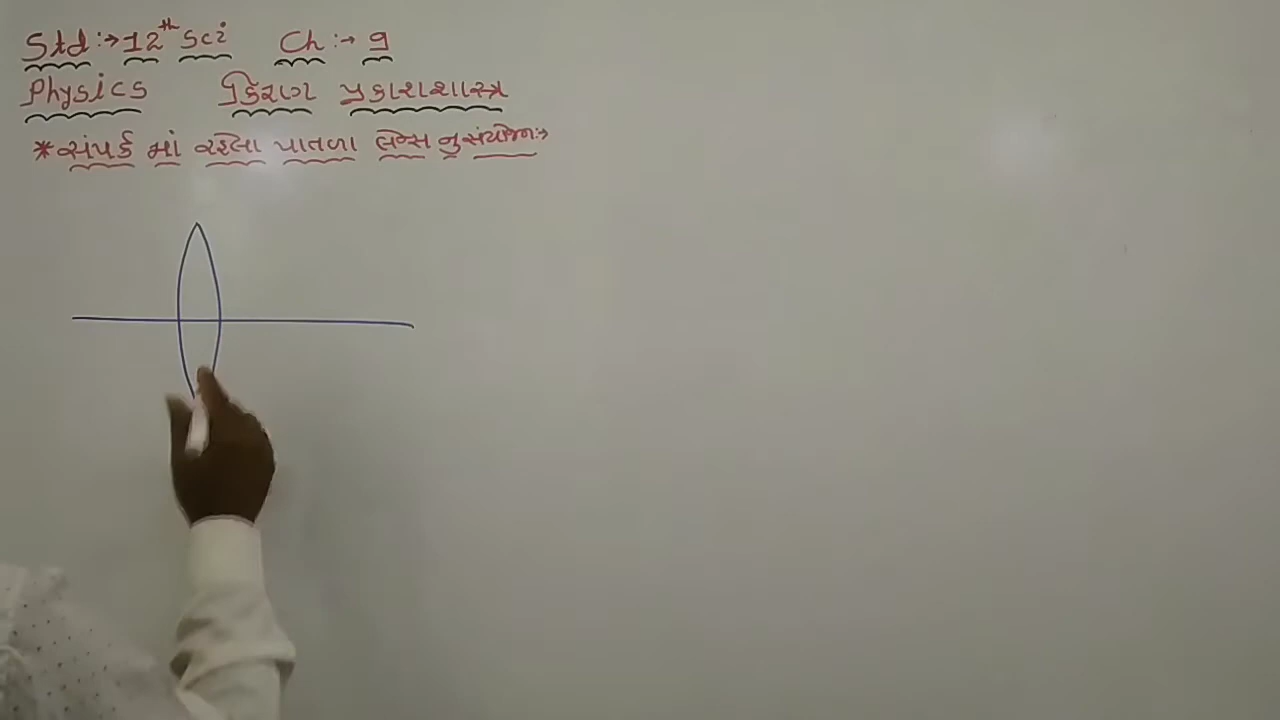 Std :→ 12th Sci Ch :→ 9
Physics કિરણ પ્રકાશશાસ્ત્ર
* સંપર્ક માં રહેલા પાતળા લેન્સ નુ સંયોજન :→